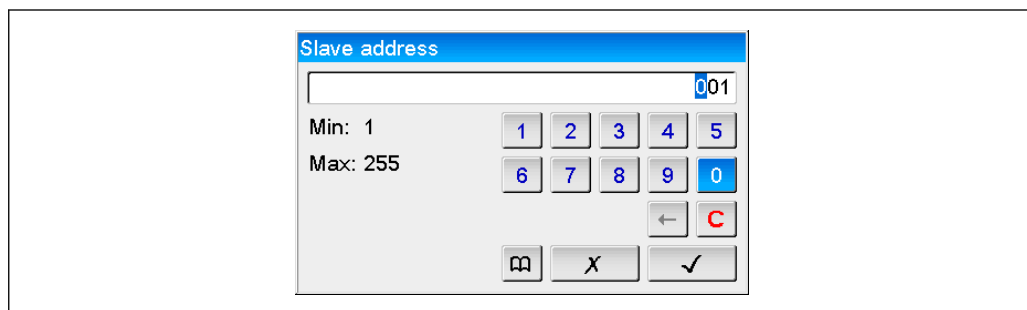 Slave address
001
Min: 1
1 2 3 4 5
Max: 255
6 7 8 9 0
← C
✗ ✓